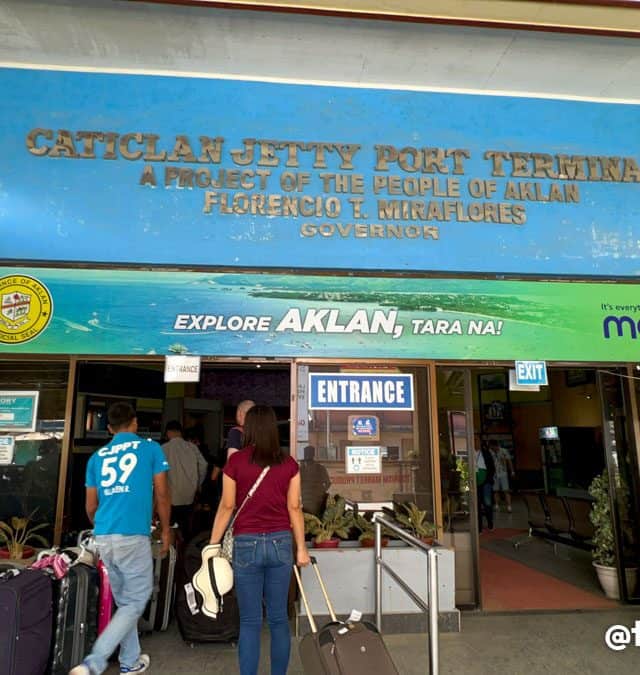 CATICLAN JETTY PORT TERMINA
A PROJECT OF THE PEOPLE OF AKLAN
FLORENCIO T. MIRAFLORES
GOVERNOR
EXPLORE AKLAN, TARA NA!
It's every
ENTRANCE
ENTRANCE
EXIT
NOTICE
CJPPT
59